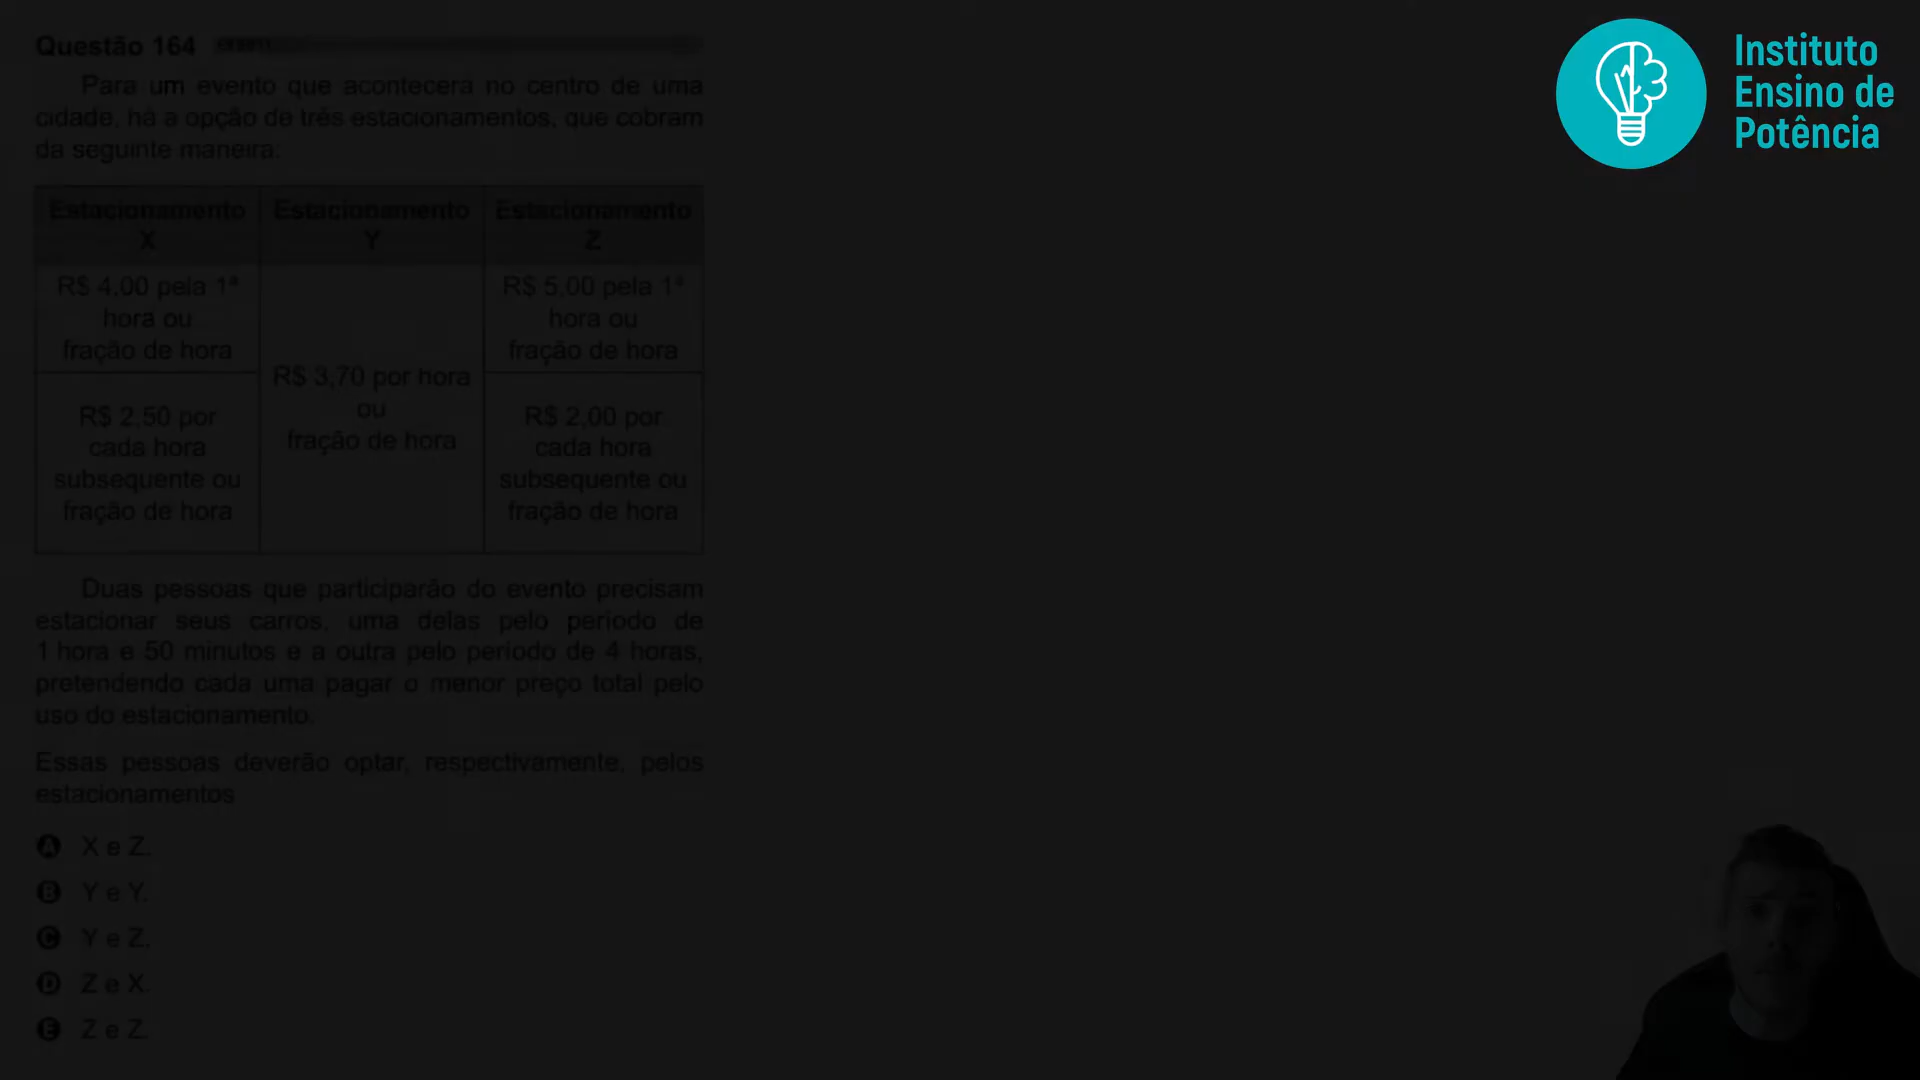 Questão 164
Para um evento que acontecerá no centro de uma
cidade, há a opção de três estacionamentos, que cobram
da seguinte maneira:
Estacionamento
X
Estacionamento
Y
Estacionamento
Z
R$ 4,00 pela 1ª
hora ou
fração de hora
R$ 3,70 por hora
ou
fração de hora
R$ 5,00 pela 1ª
hora ou
fração de hora
R$ 2,50 por
cada hora
subsequente ou
fração de hora
R$ 2,00 por
cada hora
subsequente ou
fração de hora
Duas pessoas que participarão do evento precisam
estacionar seus carros, uma delas pelo período de
1 hora e 50 minutos e a outra pelo período de 4 horas,
pretendendo cada uma pagar o menor preço total pelo
uso do estacionamento.
Essas pessoas deverão optar, respectivamente, pelos
estacionamentos
A X e Z.
B Y e Y.
C Y e Z.
D Z e X.
E Z e Z.
Instituto
Ensino de
Potência